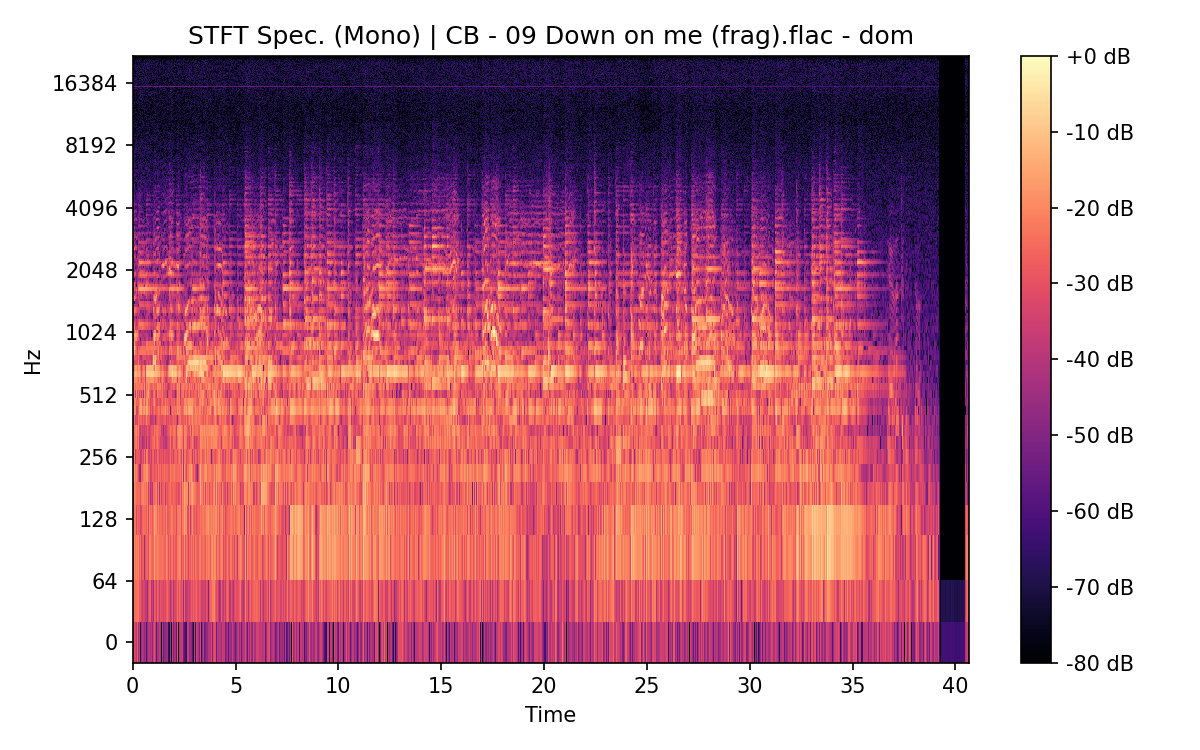 STFT Spec. (Mono) | CB - 09 Down on me (frag).flac - dom
16384
8192
4096
2048
1024
512
256
128
64
0
Hz
0 5 10 15 20 25 30 35 40
Time
+0 dB
-10 dB
-20 dB
-30 dB
-40 dB
-50 dB
-60 dB
-70 dB
-80 dB